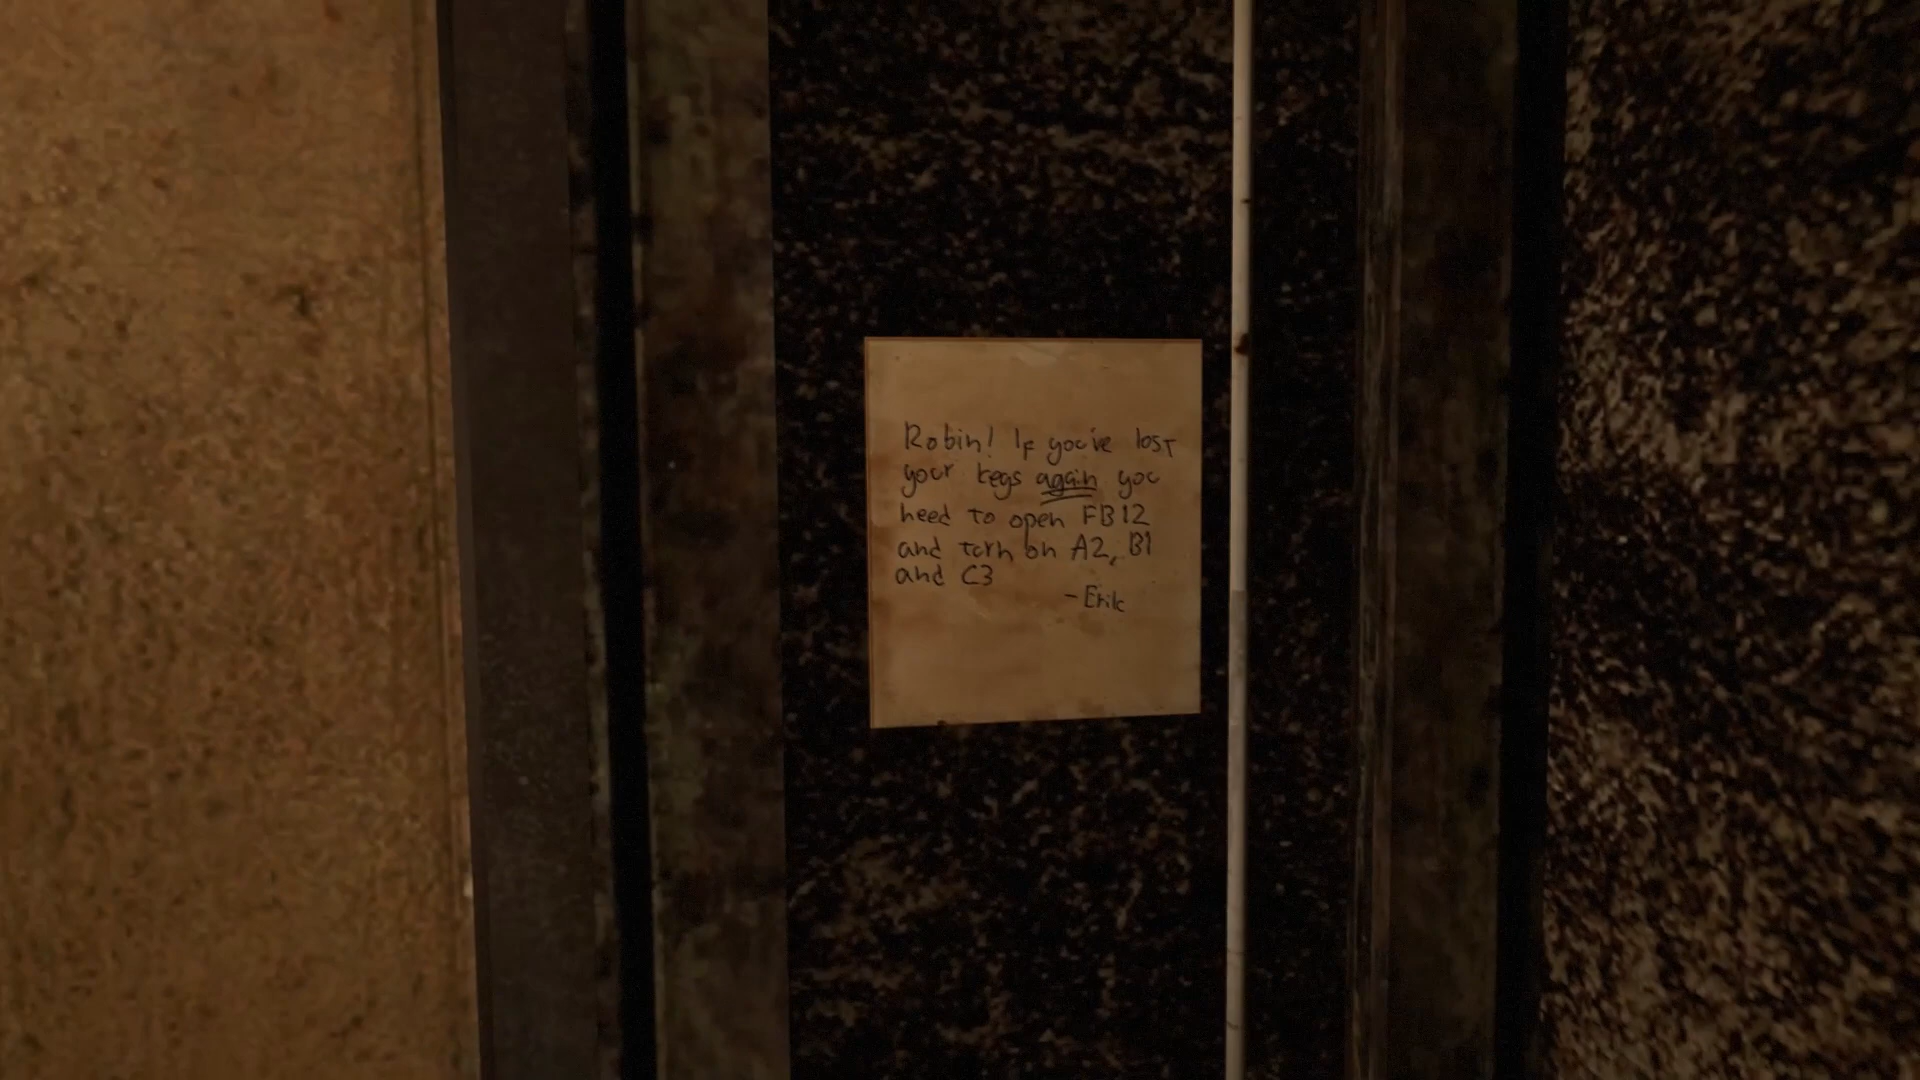 Robin! If you've lost
your keys again you
need to open FB12
and turn on A2, B1
and C3
- Erik